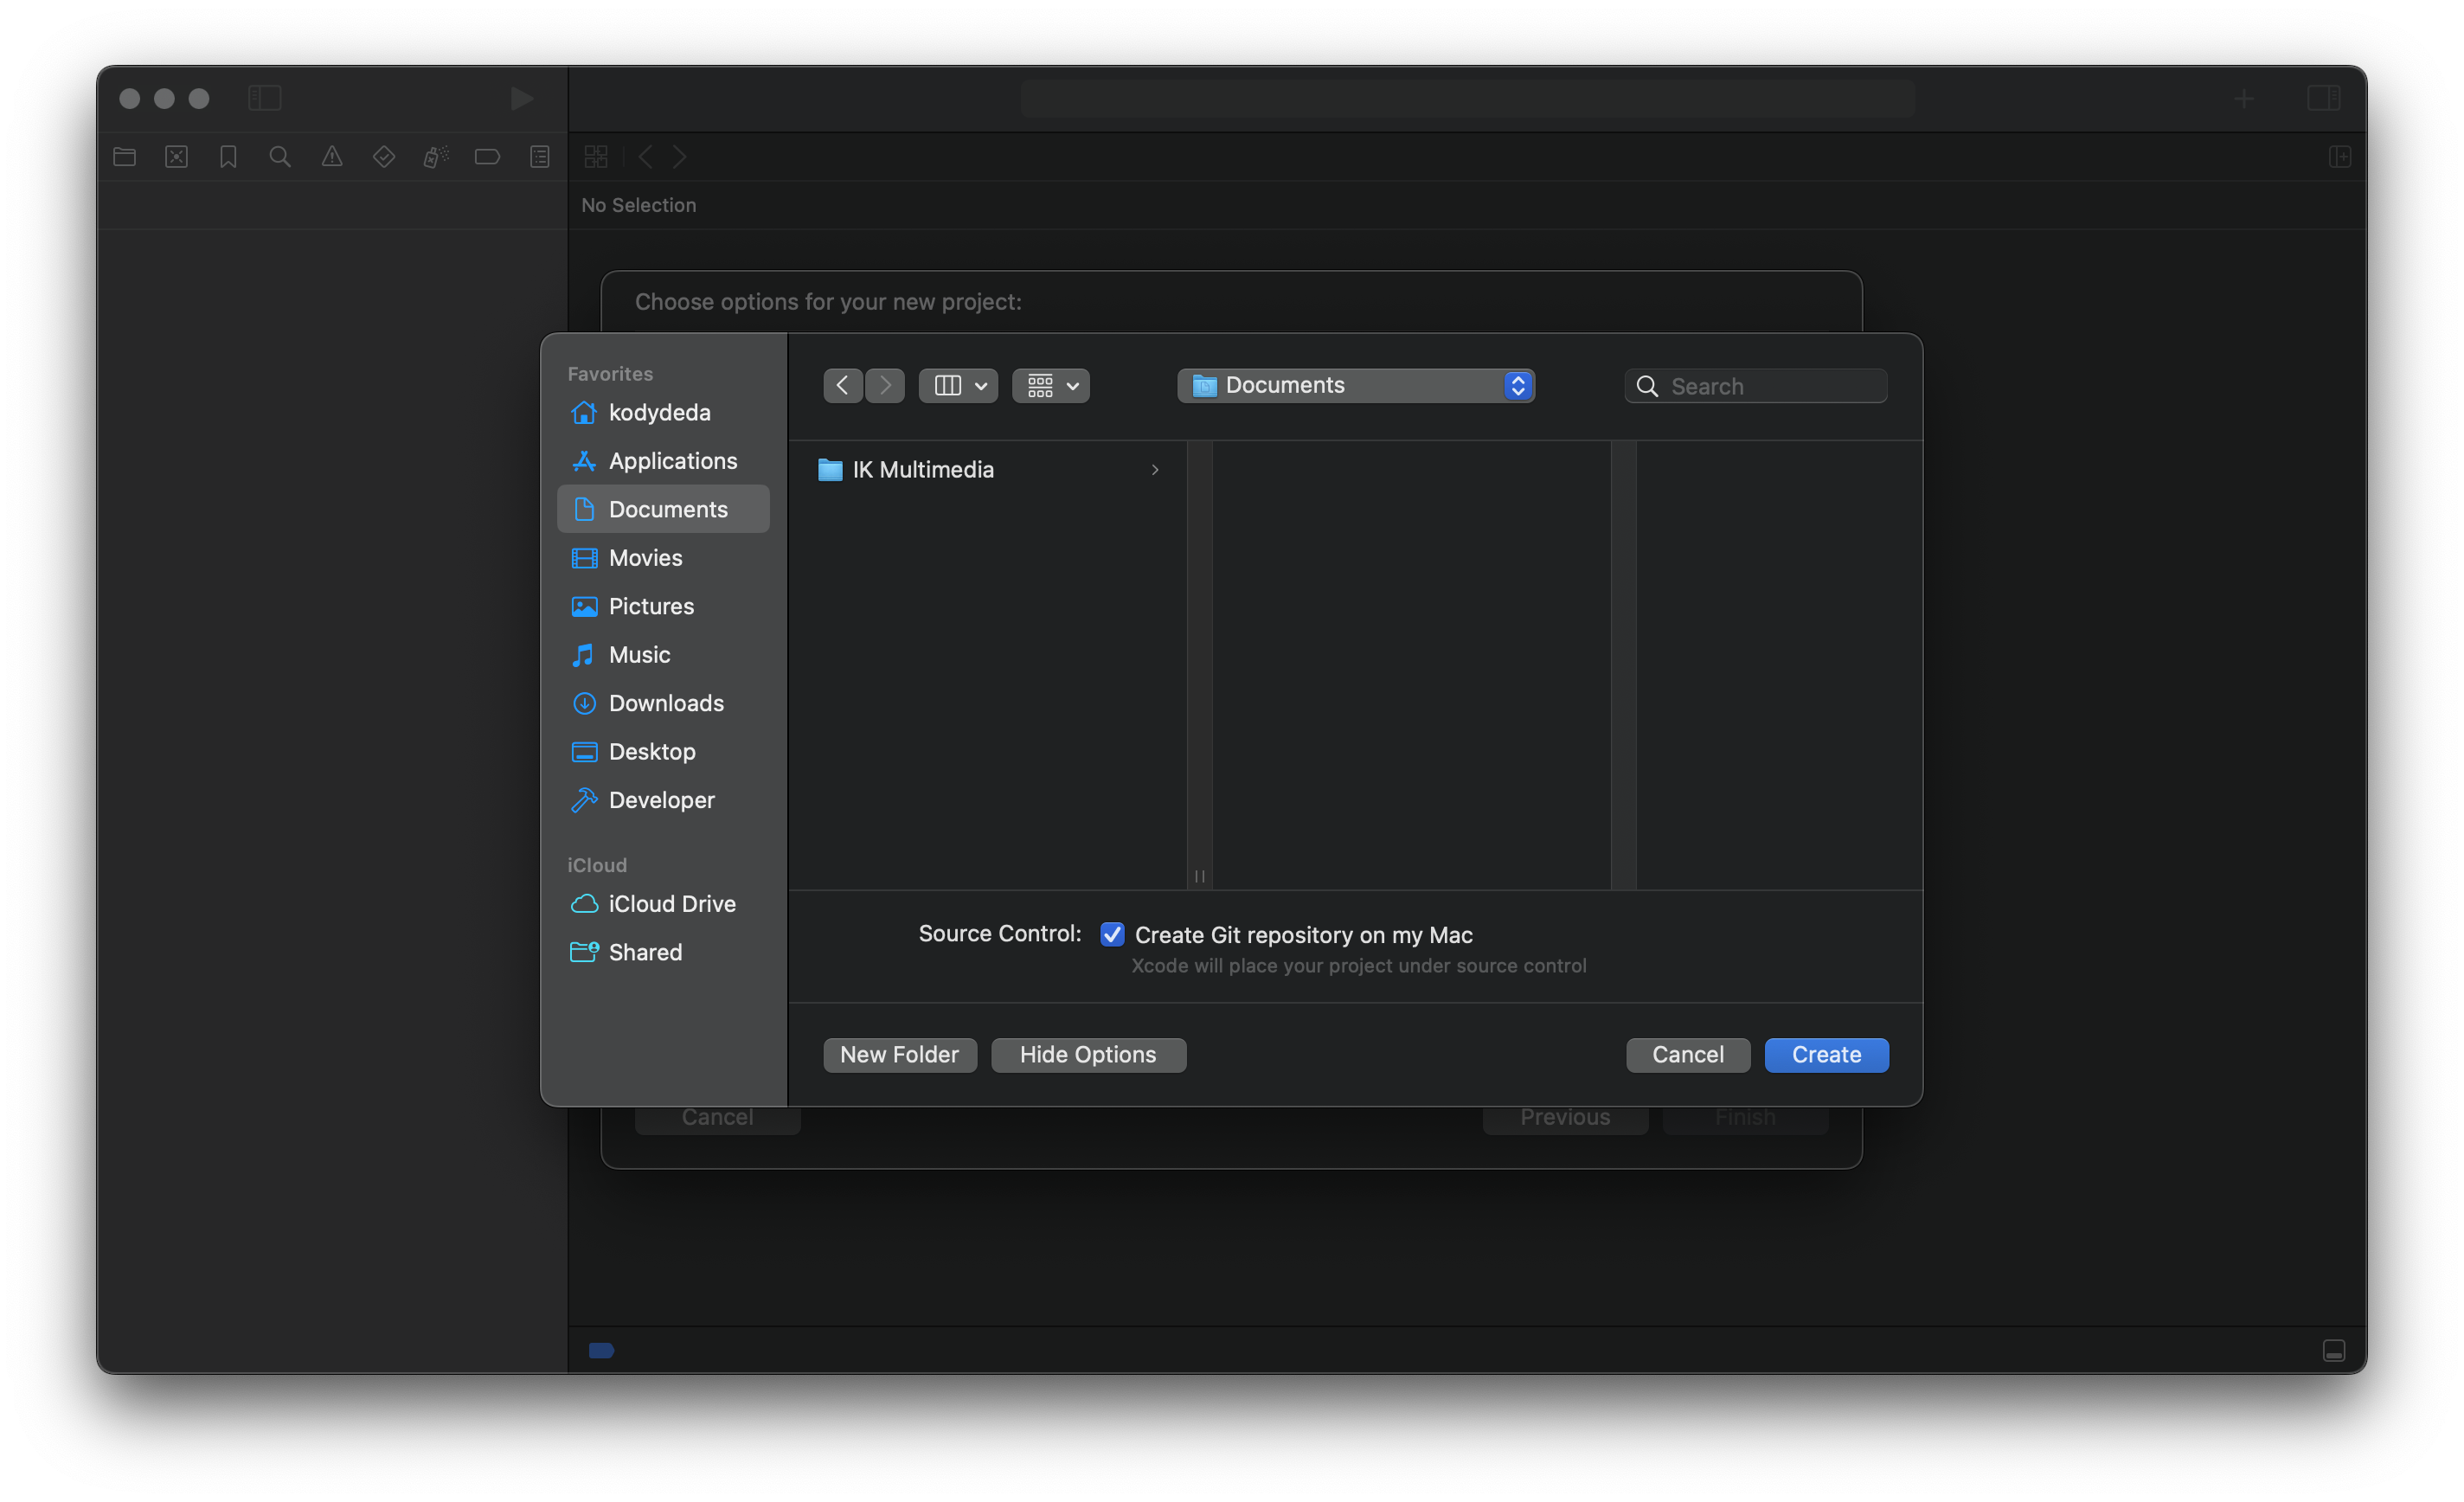 No Selection
Choose options for your new project:
Favorites
kodydeda
Applications
Documents
Movies
Pictures
Music
Downloads
Desktop
Developer
iCloud
iCloud Drive
Shared
Documents
Search
IK Multimedia
Source Control: Create Git repository on my Mac
Xcode will place your project under source control
New Folder Hide Options Cancel Create
Cancel Previous Finish